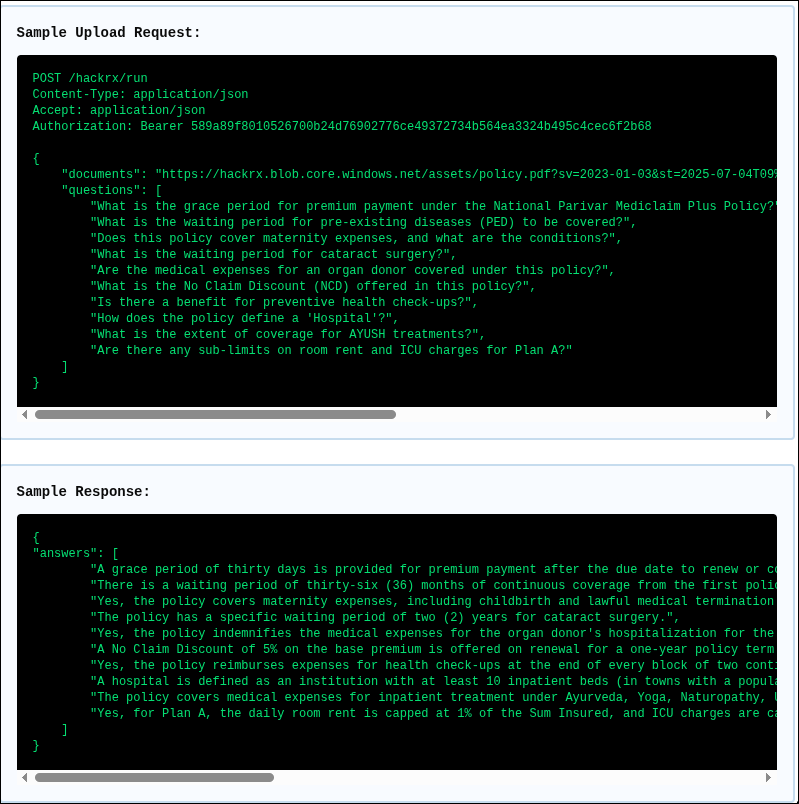 Sample Upload Request:
POST /hackrx/run
Content-Type: application/json
Accept: application/json
Authorization: Bearer 589a89f8010526700b24d76902776ce49372734b564ea3324b495c4cec6f2b68
{
    "documents": "https://hackrx.blob.core.windows.net/assets/policy.pdf?sv=2023-01-03&st=2025-07-04T09%
    "questions": [
        "What is the grace period for premium payment under the National Parivar Mediclaim Plus Policy?"
        "What is the waiting period for pre-existing diseases (PED) to be covered?",
        "Does this policy cover maternity expenses, and what are the conditions?",
        "What is the waiting period for cataract surgery?",
        "Are the medical expenses for an organ donor covered under this policy?",
        "What is the No Claim Discount (NCD) offered in this policy?",
        "Is there a benefit for preventive health check-ups?",
        "How does the policy define a 'Hospital'?",
        "What is the extent of coverage for AYUSH treatments?",
        "Are there any sub-limits on room rent and ICU charges for Plan A?"
    ]
}
Sample Response:
{
"answers": [
        "A grace period of thirty days is provided for premium payment after the due date to renew or
        "There is a waiting period of thirty-six (36) months of continuous coverage from the first
        "Yes, the policy covers maternity expenses, including childbirth and lawful medical termination
        "The policy has a specific waiting period of two (2) years for cataract surgery.",
        "Yes, the policy indemnifies the medical expenses for the organ donor's hospitalization for the
        "A No Claim Discount of 5% on the base premium is offered on renewal for a one-year policy term
        "Yes, the policy reimburses expenses for health check-ups at the end of every block of two
        "A hospital is defined as an institution with at least 10 inpatient beds (in towns with a
        "The policy covers medical expenses for inpatient treatment under Ayurveda, Yoga, Naturopathy,
        "Yes, for Plan A, the daily room rent is capped at 1% of the Sum Insured, and ICU charges are
    ]
}